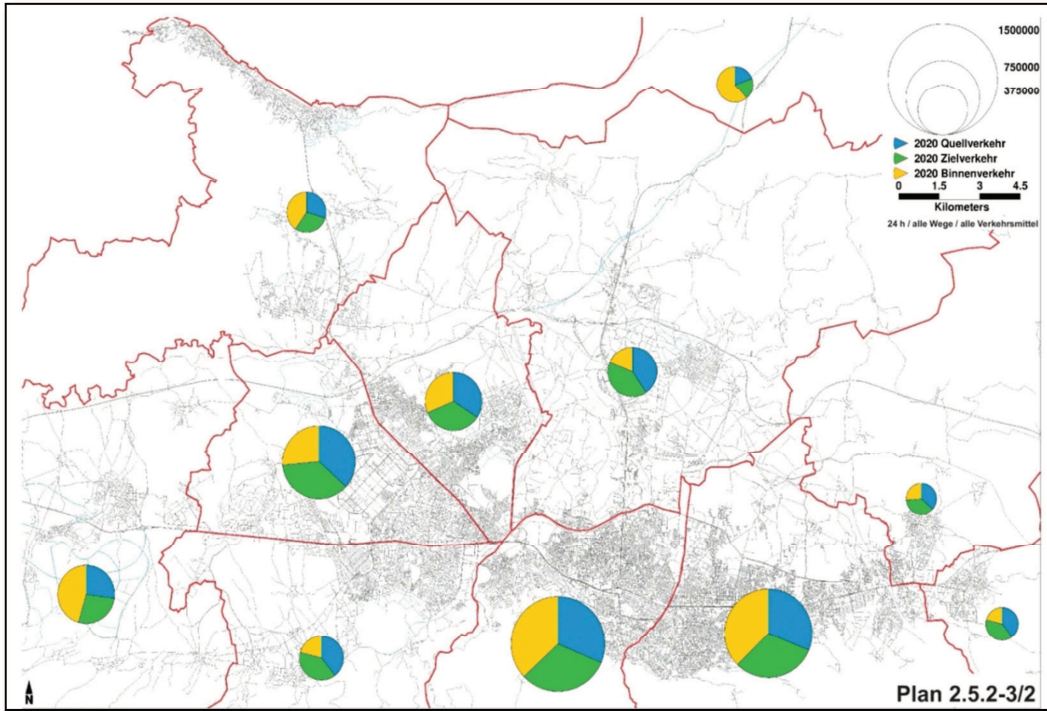 1500000
750000
375000
2020 Quellverkehr
2020 Zielverkehr
2020 Binnenverkehr
0 1.5 3 4.5
Kilometers
24 h / alle Wege / alle Verkehrsmittel
N
Plan 2.5.2-3/2